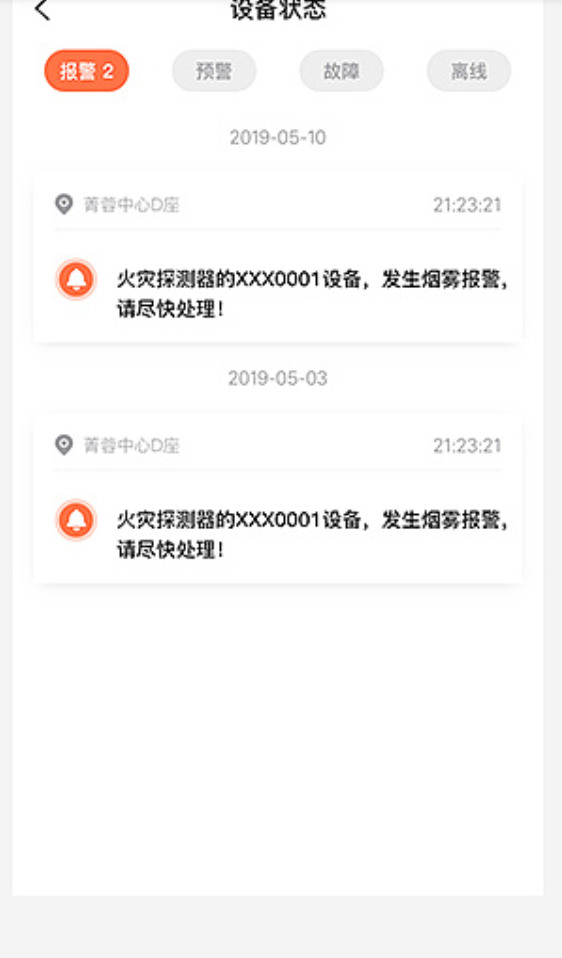 设备状态
报警 2
预警
故障
离线
2019-05-10
菁蓉中心D座
21:23:21
火灾探测器的XXX0001设备，发生烟雾报警，
请尽快处理！
2019-05-03
菁蓉中心D座
21:23:21
火灾探测器的XXX0001设备，发生烟雾报警，
请尽快处理！